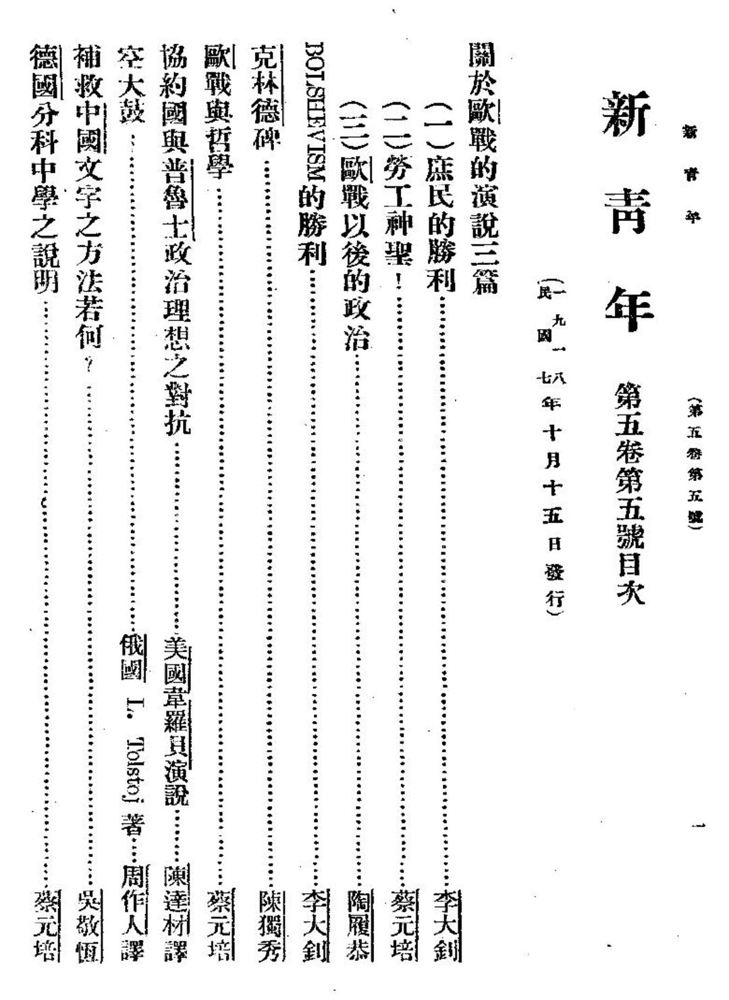 新青年 (第五卷第五號) 一
新青年 第五卷第五號目次
(一九一八 民國七年十月十五日發行)
關於歐戰的演說三篇
(一)庶民的勝利……李大釗
(二)勞工神聖!……蔡元培
(三)歐戰以後的政治……陶履恭
BOLSHEVISM的勝利……李大釗
克林德碑……陳獨秀
歐戰與哲學……蔡元培
協約國與普魯士政治理想之對抗……美國韋羅貝演說……陳達材譯
空大鼓……俄國 L. Tolstoj 著……周作人譯
補救中國文字之方法若何?……吳敬恆
德國分科中學之說明……蔡元培